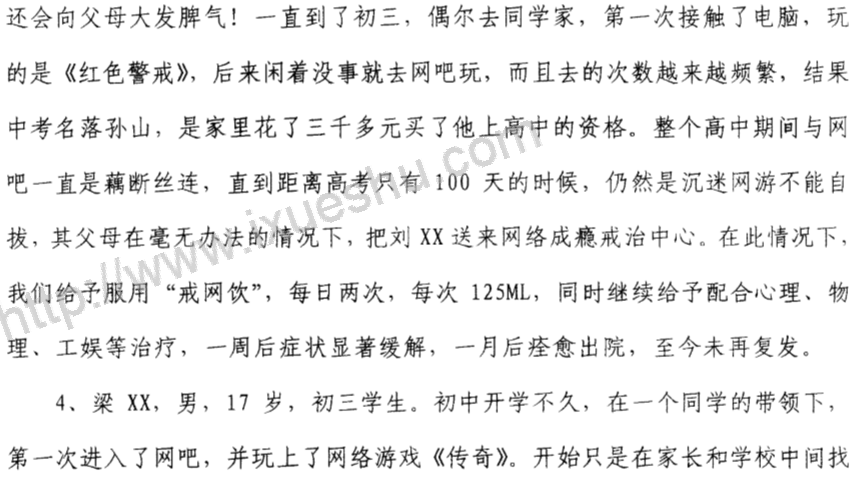 还会向父母大发脾气！一直到了初三，偶尔去同学家，第一次接触了电脑，玩
的是《红色警戒》，后来闲着没事就去网吧玩，而且去的次数越来越频繁，结果
中考名落孙山，是家里花了三千多元买了他上高中的资格。整个高中期间与网
吧一直是藕断丝连，直到距离高考只有 100 天的时候，仍然是沉迷网游不能自
拔，其父母在毫无办法的情况下，把刘 XX 送来网络成瘾戒治中心。在此情况下，
我们给予服用“戒网饮”，每日两次，每次 125ML，同时继续给予配合心理、物
理、工娱等治疗，一周后症状显著缓解，一月后痊愈出院，至今未再复发。
4、梁 XX，男，17 岁，初三学生。初中开学不久，在一个同学的带领下，
第一次进入了网吧，并玩上了网络游戏《传奇》。开始只是在家长和学校中间找
http://www.ixueshu.com